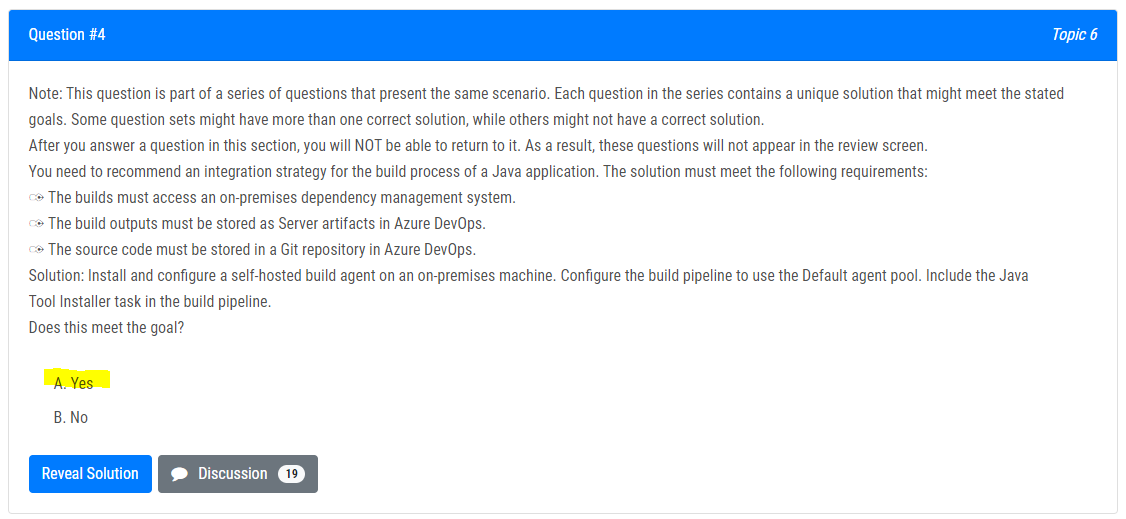 Question #4
Topic 6
Note: This question is part of a series of questions that present the same scenario. Each question in the series contains a unique solution that might meet the stated
goals. Some question sets might have more than one correct solution, while others might not have a correct solution.
After you answer a question in this section, you will NOT be able to return to it. As a result, these questions will not appear in the review screen.
You need to recommend an integration strategy for the build process of a Java application. The solution must meet the following requirements:
The builds must access an on-premises dependency management system.
The build outputs must be stored as Server artifacts in Azure DevOps.
The source code must be stored in a Git repository in Azure DevOps.
Solution: Install and configure a self-hosted build agent on an on-premises machine. Configure the build pipeline to use the Default agent pool. Include the Java
Tool Installer task in the build pipeline.
Does this meet the goal?
A. Yes
B. No
Reveal Solution
Discussion 19